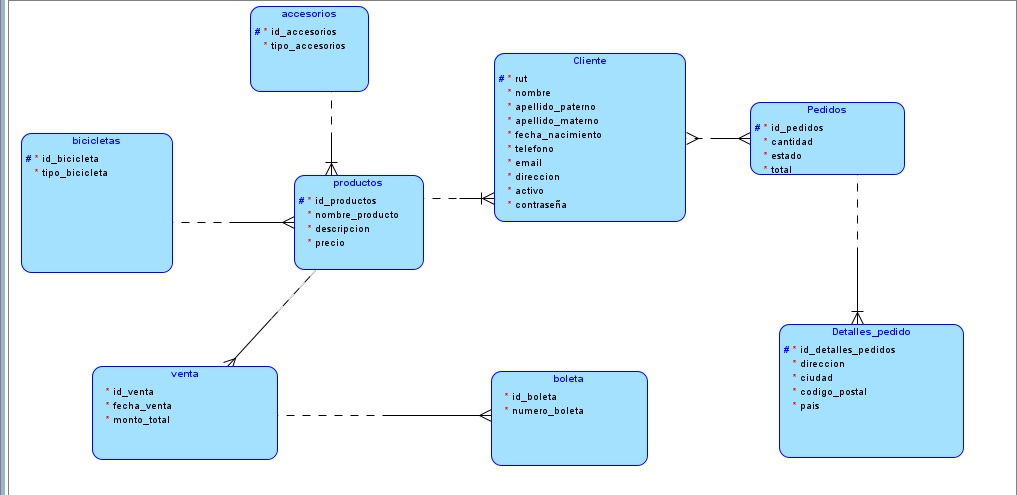 accesorios
# * id_accesorios
* tipo_accesorios
Cliente
# * rut
* nombre
* apellido_paterno
* apellido_materno
* fecha_nacimiento
* telefono
* email
* direccion
* activo
* contraseña
Pedidos
# * id_pedidos
* cantidad
* estado
* total
bicicletas
# * id_bicicleta
* tipo_bicicleta
productos
# * id_productos
* nombre_producto
* descripcion
* precio
Detalles_pedido
# * id_detalles_pedidos
* direccion
* ciudad
* codigo_postal
* pais
venta
* id_venta
* fecha_venta
* monto_total
boleta
* id_boleta
* numero_boleta